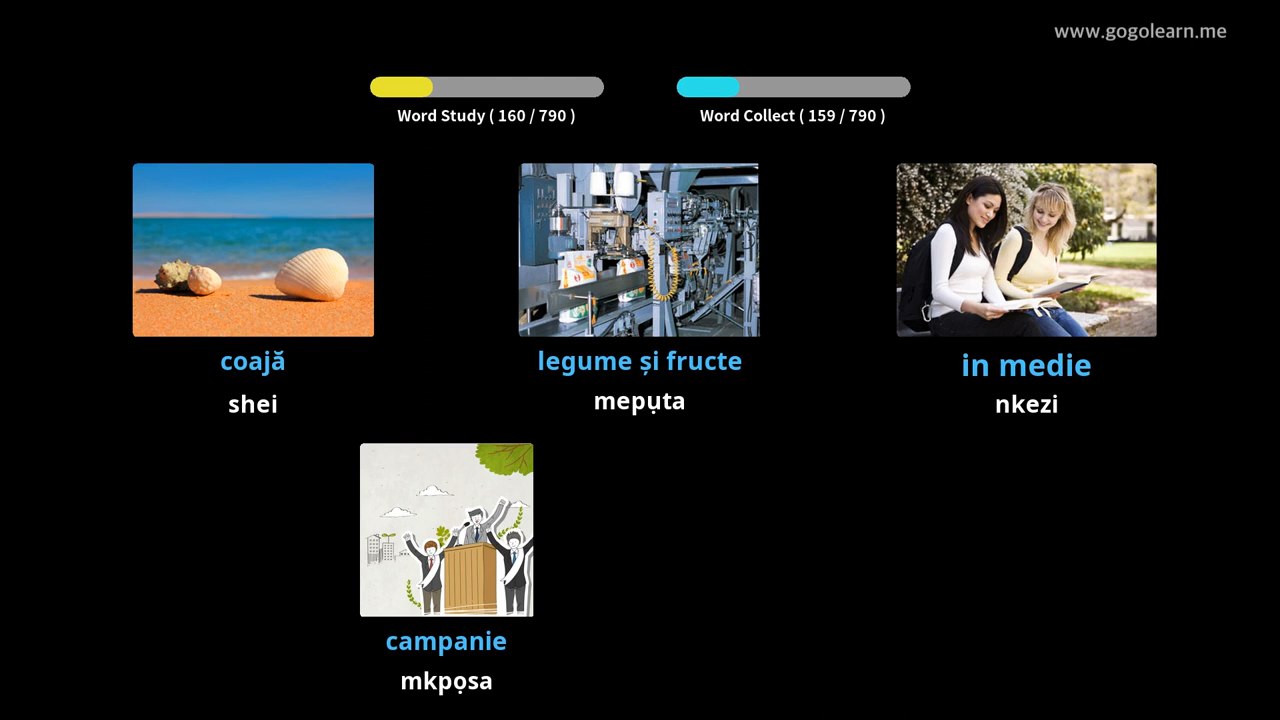 www.gogolearn.me
Word Study ( 160 / 790 )
Word Collect ( 159 / 790 )
coajă
legume și fructe
in medie
shei
mepụta
nkezi
campanie
mkpọsa